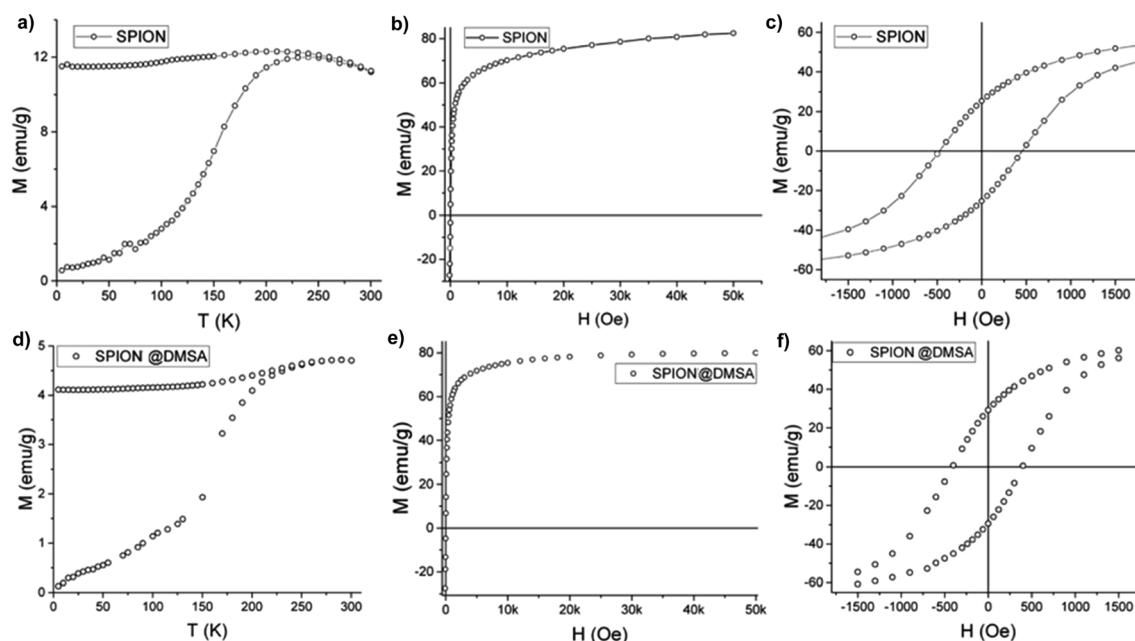 a)
SPION
M (emu/g)
12
8
4
0
0 50 100 150 200 250 300
T (K)
b)
SPION
M (emu/g)
80
60
40
20
0
-20
0 10k 20k 30k 40k 50k
H (Oe)
c)
SPION
M (emu/g)
60
40
20
0
-20
-40
-60
-1500 -1000 -500 0 500 1000 1500
H (Oe)
d)
SPION @DMSA
M (emu/g)
5
4
3
2
1
0
0 50 100 150 200 250 300
T (K)
e)
SPION@DMSA
M (emu/g)
80
60
40
20
0
-20
0 10k 20k 30k 40k 50k
H (Oe)
f)
SPION @DMSA
M (emu/g)
60
40
20
0
-20
-40
-60
-1500 -1000 -500 0 500 1000 1500
H (Oe)